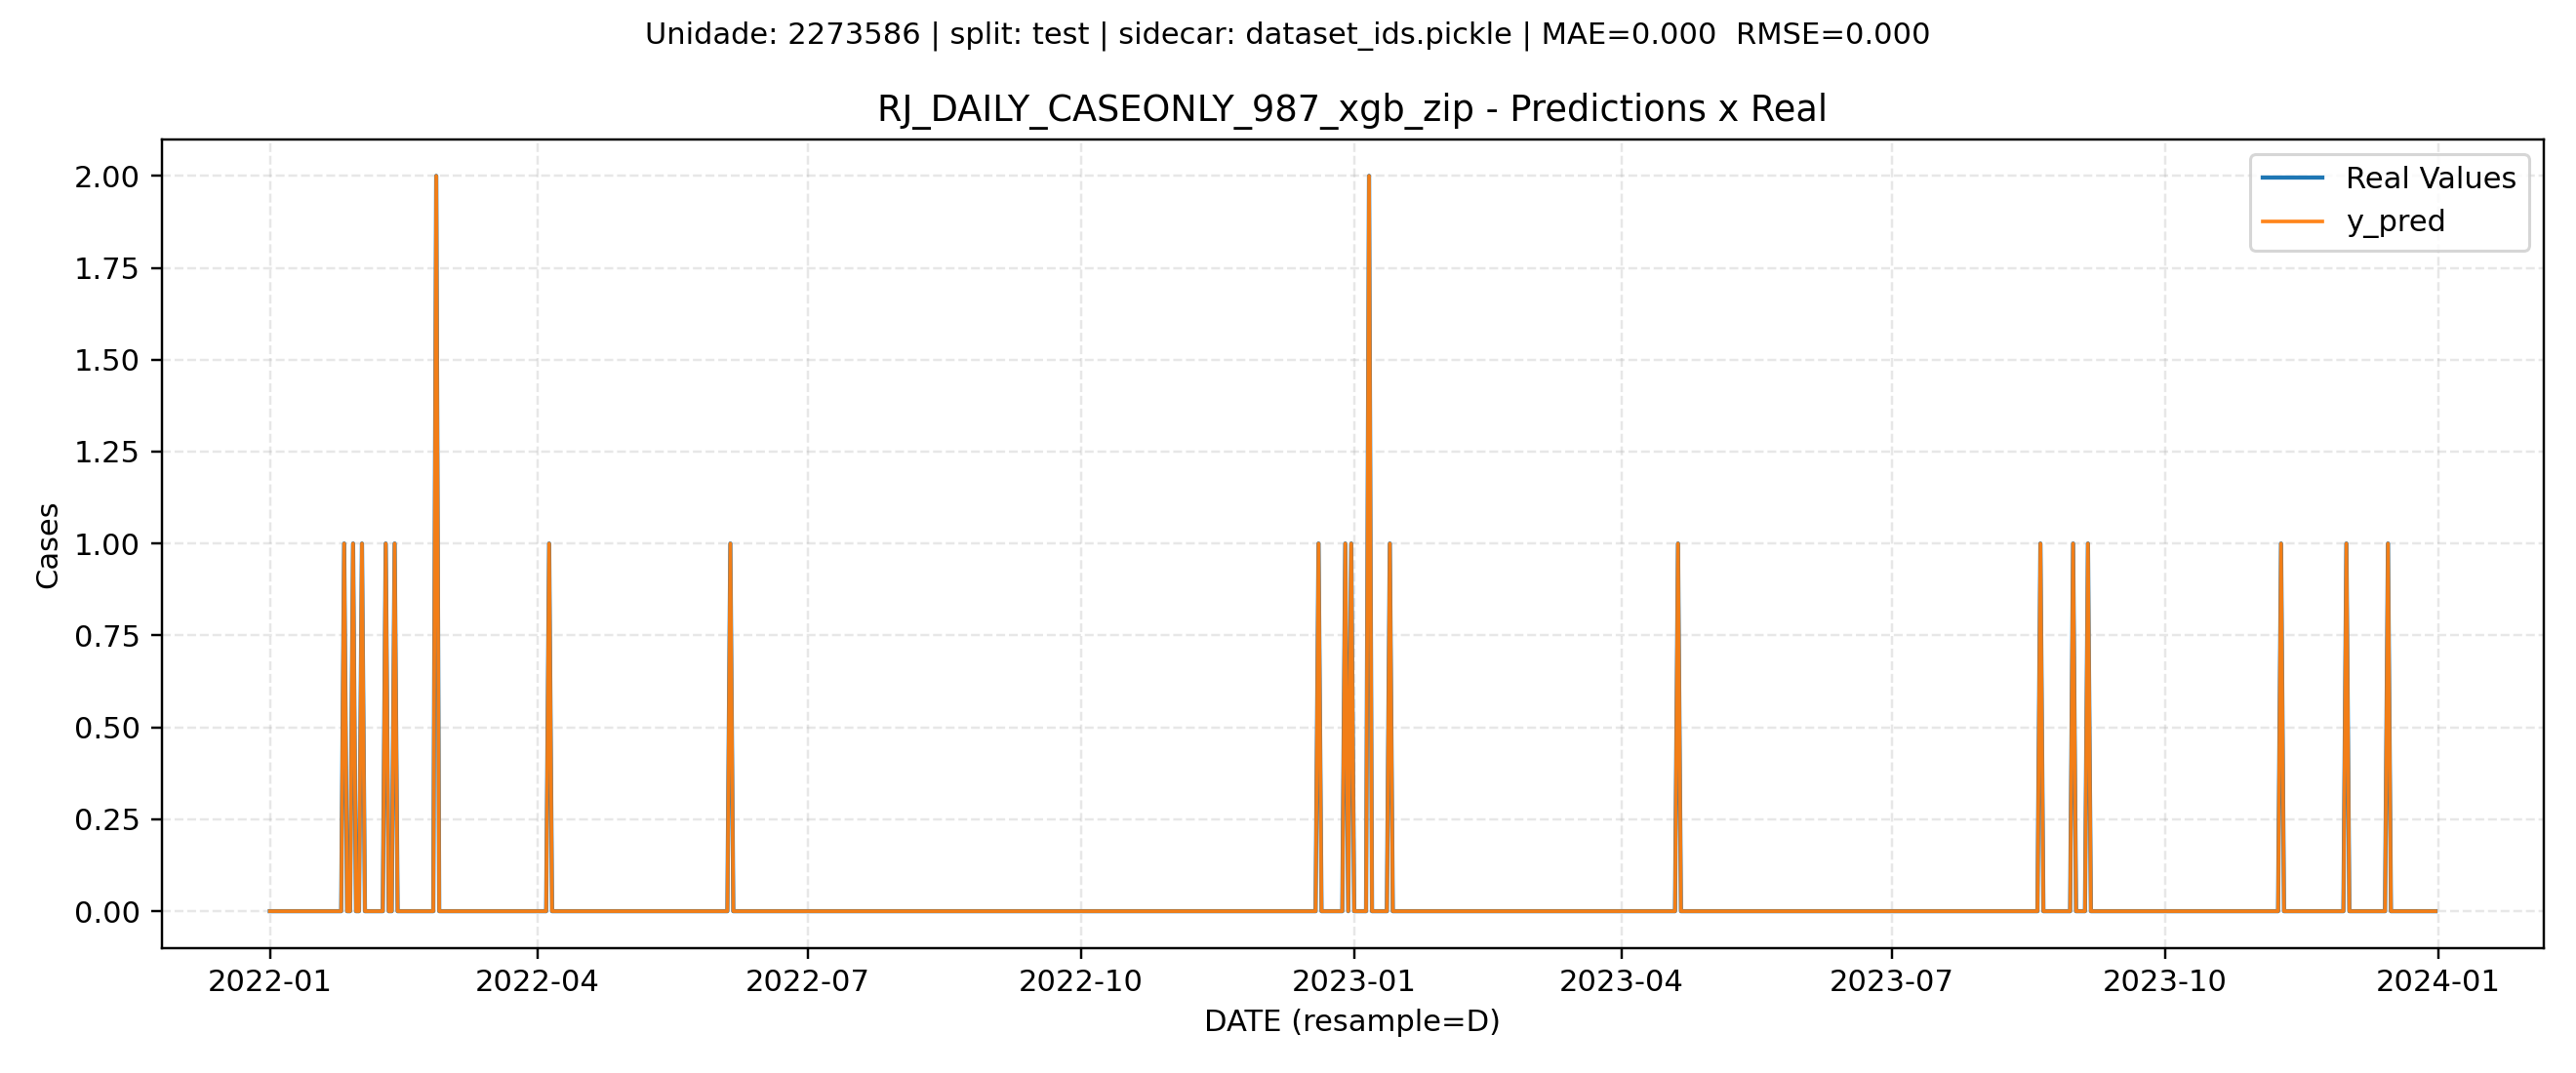 Unidade: 2273586 | split: test | sidecar: dataset_ids.pickle | MAE=0.000  RMSE=0.000
RJ_DAILY_CASEONLY_987_xgb_zip - Predictions x Real
Real Values
y_pred
2.00
1.75
1.50
1.25
1.00
0.75
0.50
0.25
0.00
Cases
2022-01 2022-04 2022-07 2022-10 2023-01 2023-04 2023-07 2023-10 2024-01
DATE (resample=D)